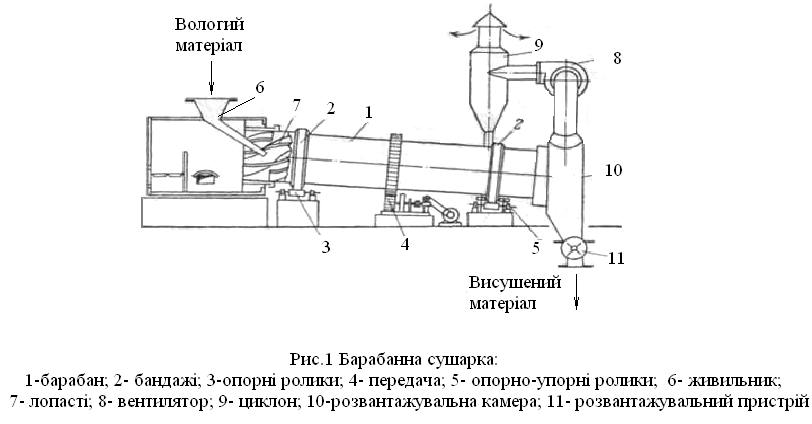 Вологий
матеріал
6
7
2
1
9
8
2
10
3
4
5
11
Висушений
матеріал
Рис.1 Барабанна сушарка:
1-барабан; 2- бандажі; 3-опорні ролики; 4- передача; 5- опорно-упорні ролики; 6- живильник;
7- лопасті; 8- вентилятор; 9- циклон; 10-розвантажувальна камера; 11- розвантажувальний пристрій